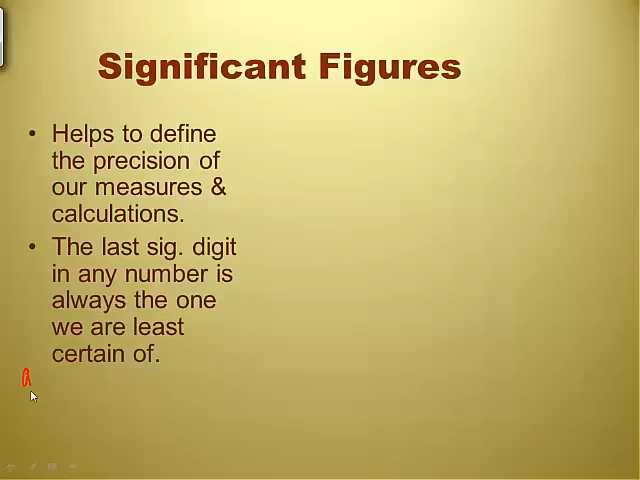 Significant Figures
• Helps to define
the precision of
our measures &
calculations.
• The last sig. digit
in any number is
always the one
we are least
certain of.